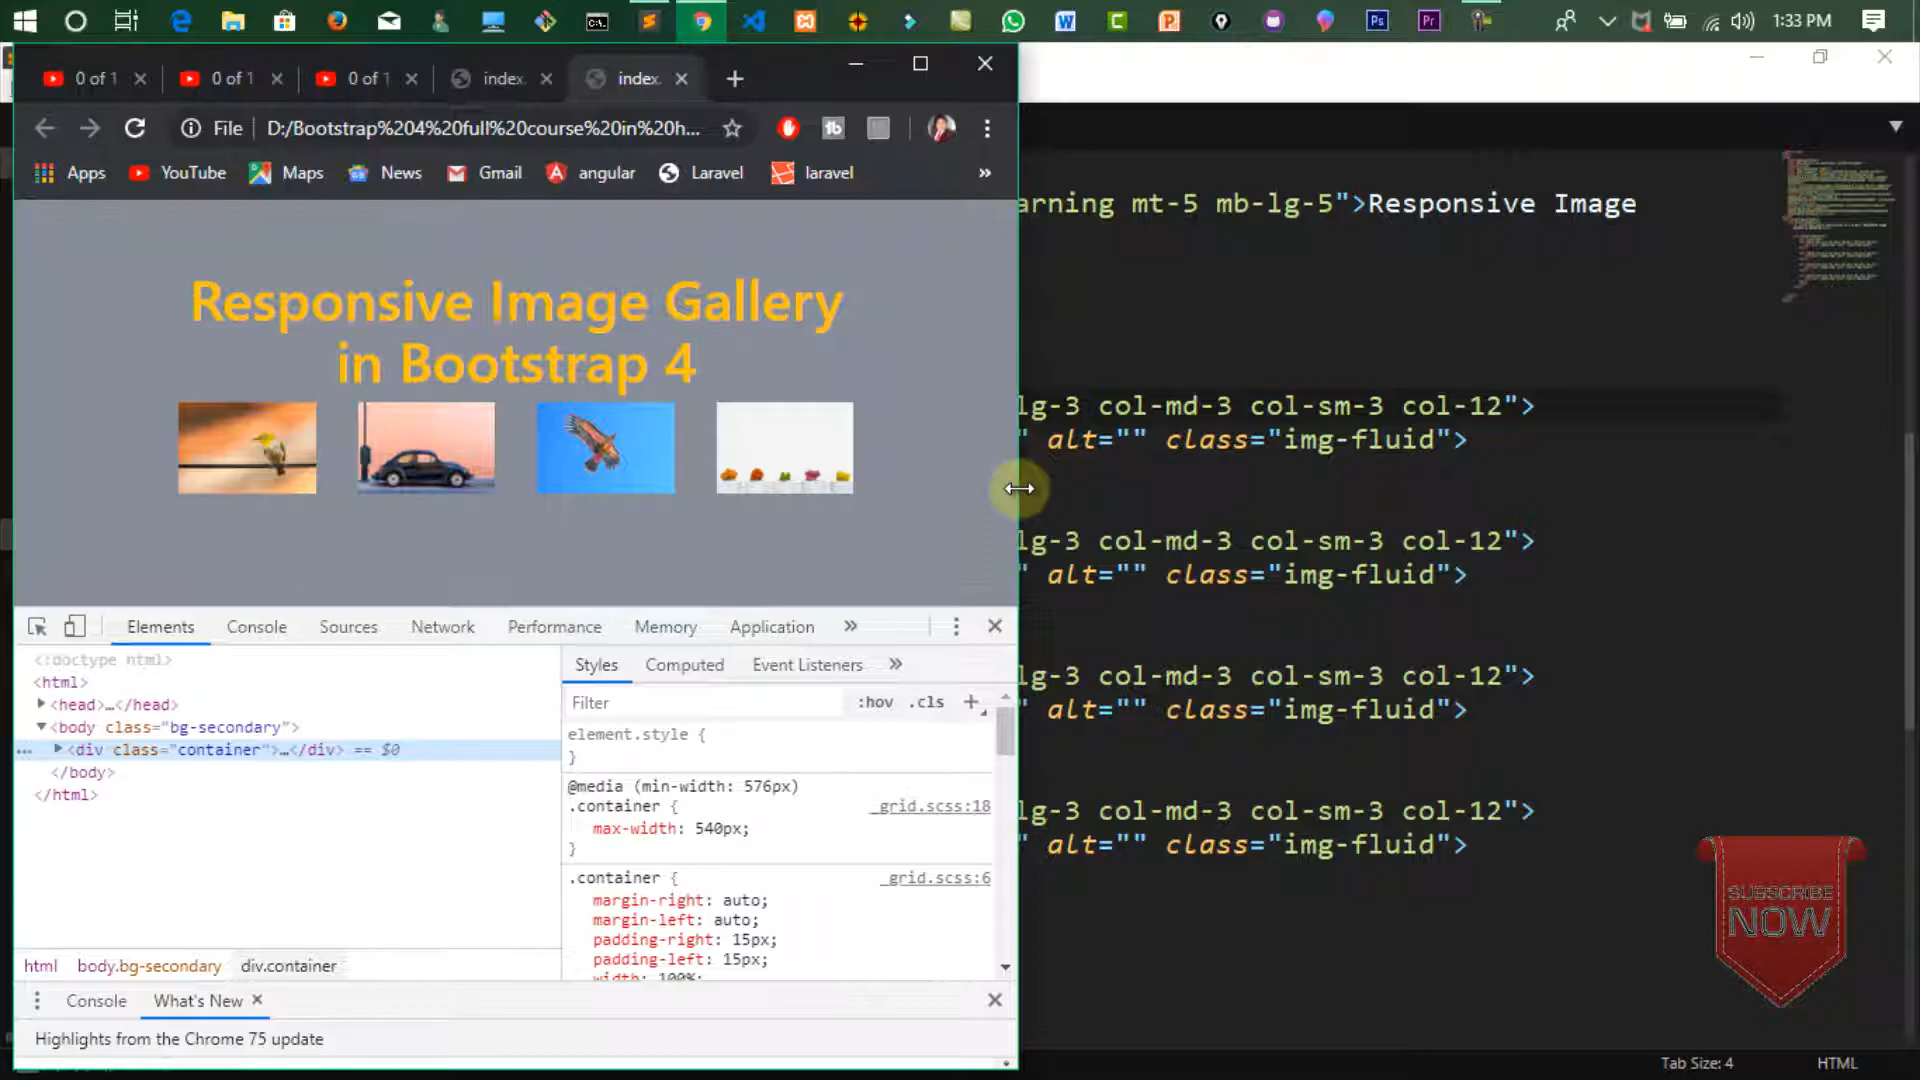 1:33 PM
0 of 1
0 of 1
0 of 1
index.
index.
File
D:/Bootstrap%204%20full%20course%20in%20h...
tb
Apps
YouTube
Maps
News
Gmail
angular
Laravel
laravel
»
Responsive Image Gallery
in Bootstrap 4
arning mt-5 mb-lg-5">Responsive Image
lg-3 col-md-3 col-sm-3 col-12">
" alt="" class="img-fluid">
lg-3 col-md-3 col-sm-3 col-12">
" alt="" class="img-fluid">
lg-3 col-md-3 col-sm-3 col-12">
" alt="" class="img-fluid">
lg-3 col-md-3 col-sm-3 col-12">
" alt="" class="img-fluid">
Elements Console Sources Network Performance Memory Application »
<!doctype html>
<html>
<head>…</head>
<body class="bg-secondary">
<div class="container">…</div> == $0
</body>
</html>
html body.bg-secondary div.container
Styles Computed Event Listeners »
Filter :hov .cls +
element.style {
}
@media (min-width: 576px)
.container { _grid.scss:18
max-width: 540px;
}
.container { _grid.scss:6
margin-right: auto;
margin-left: auto;
padding-right: 15px;
padding-left: 15px;
width: 100%;
Console What's New
Highlights from the Chrome 75 update
SUBSCRIBE
NOW
Tab Size: 4 HTML